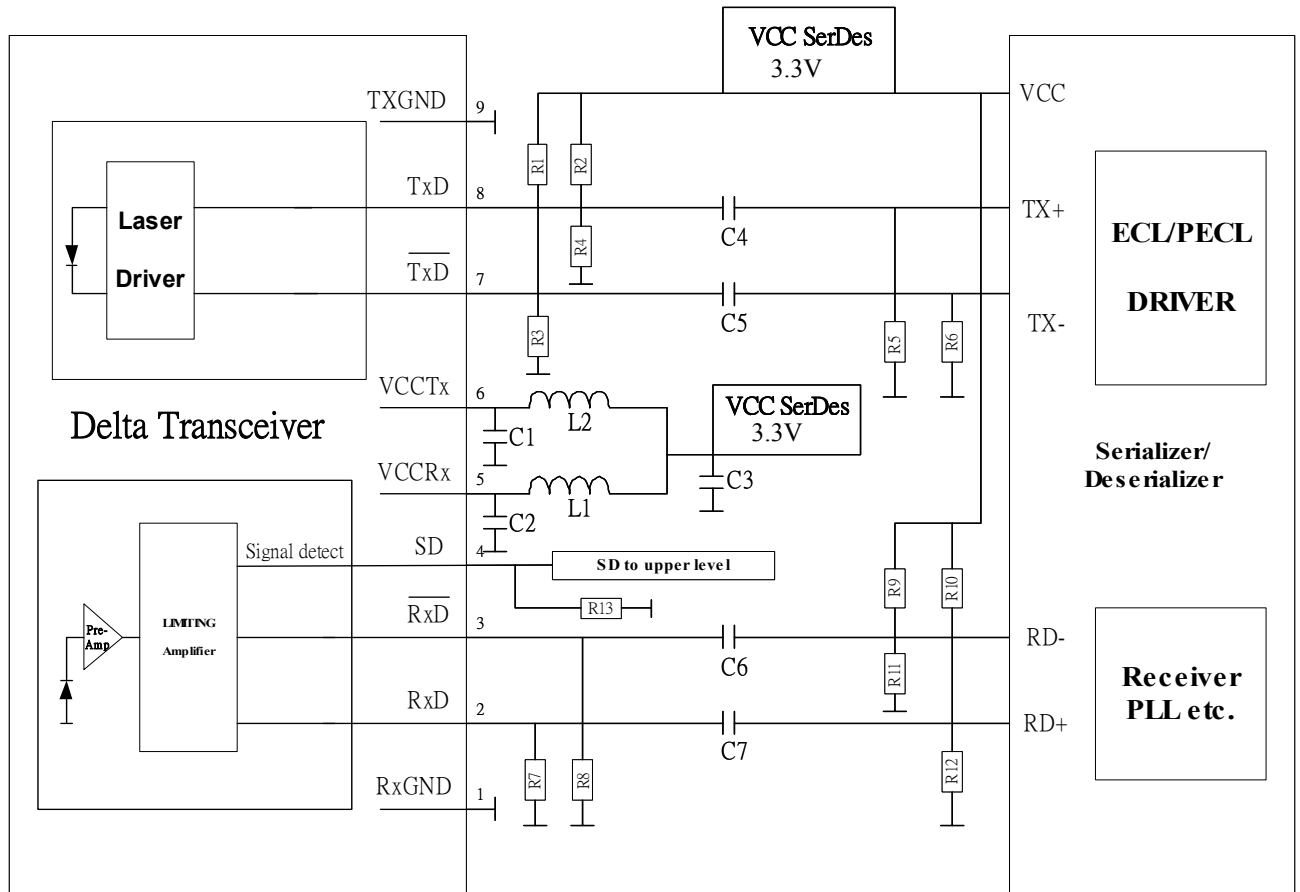 VCC SerDes
3.3V
TXGND
9
VCC
R1
R2
TxD
8
TX+
Laser
Driver
C4
R4
ECL/PECL
DRIVER
TxD
7
C5
TX-
R3
R5
R6
VCCTx
6
L2
C1
VCC SerDes
3.3V
Delta Transceiver
Serializer/
Deserializer
VCCRx
5
L1
C3
C2
Signal detect
SD
4
SD to upper level
R9
R10
R13
RxD
3
Pre-
Amp
LIMITING
Amplifier
C6
RD-
R11
Receiver
PLL etc.
RxD
2
C7
RD+
R7
R8
R12
RxGND
1